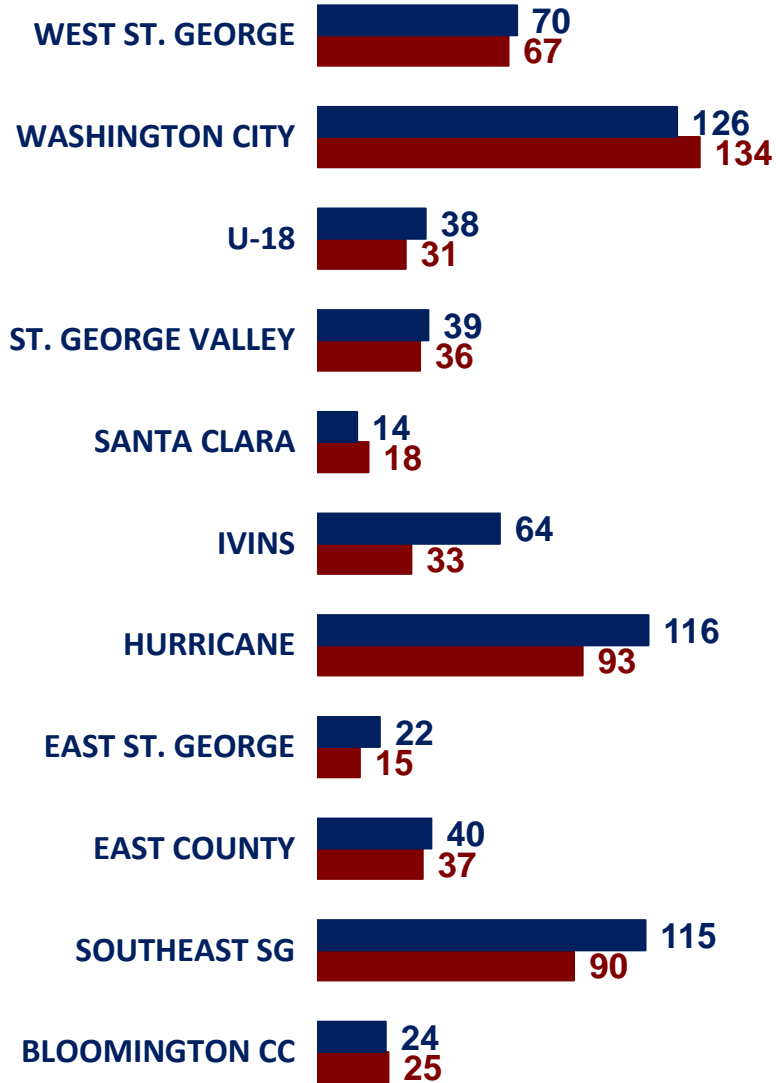 WEST ST. GEORGE
70
67
WASHINGTON CITY
126
134
U-18
38
31
ST. GEORGE VALLEY
39
36
SANTA CLARA
14
18
IVINS
64
33
HURRICANE
116
93
EAST ST. GEORGE
22
15
EAST COUNTY
40
37
SOUTHEAST SG
115
90
BLOOMINGTON CC
24
25